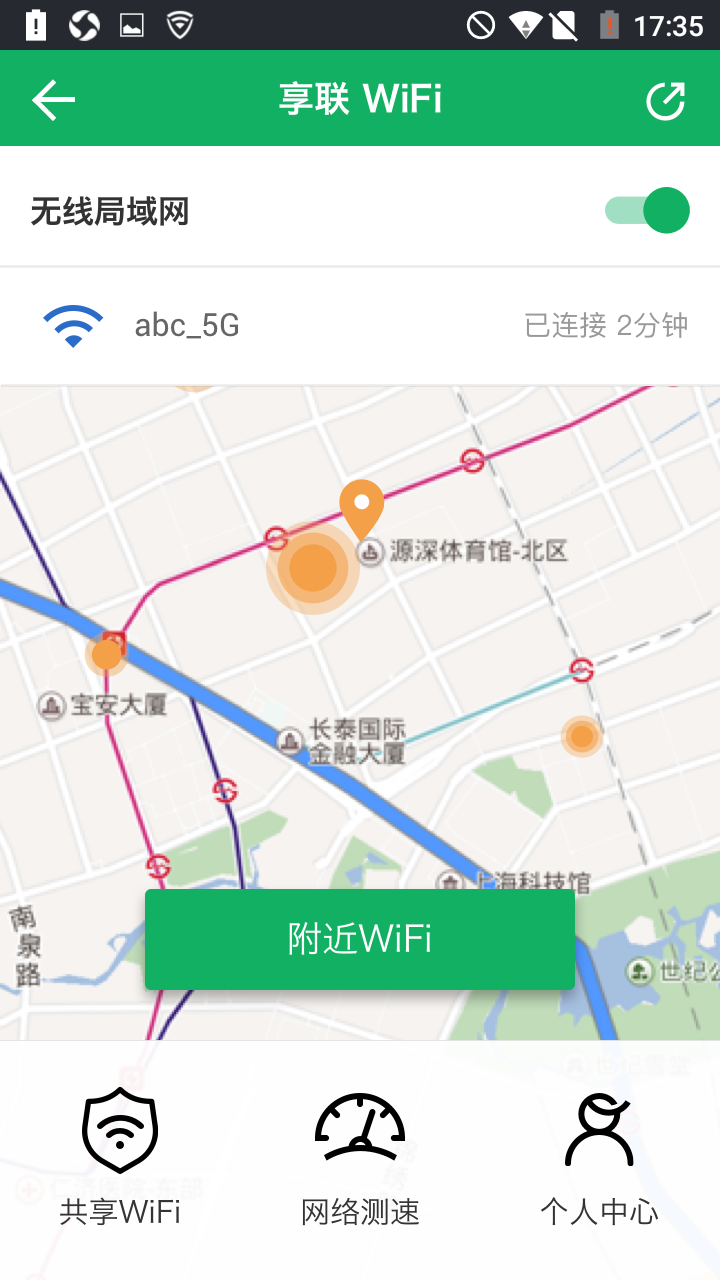 17:35
享联 WiFi
无线局域网
abc_5G
已连接 2分钟
源深体育馆-北区
宝安大厦
长泰国际
金融大厦
上海科技馆
南泉路
世纪公
附近WiFi
共享WiFi
网络测速
个人中心